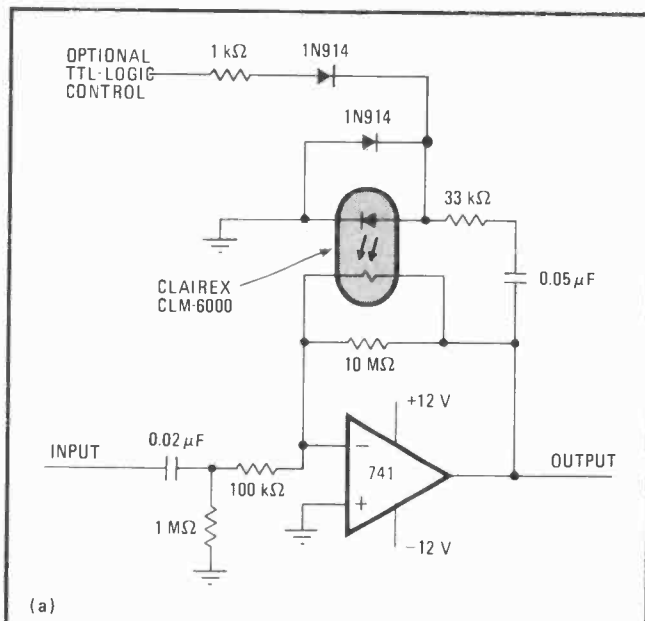 OPTIONAL
TTL-LOGIC
CONTROL
1 kΩ
1N914
1N914
33 kΩ
CLAIREX
CLM-6000
0.05 µF
10 MΩ
+12 V
INPUT
0.02 µF
100 kΩ
−
741
+
OUTPUT
1 MΩ
−12 V
(a)